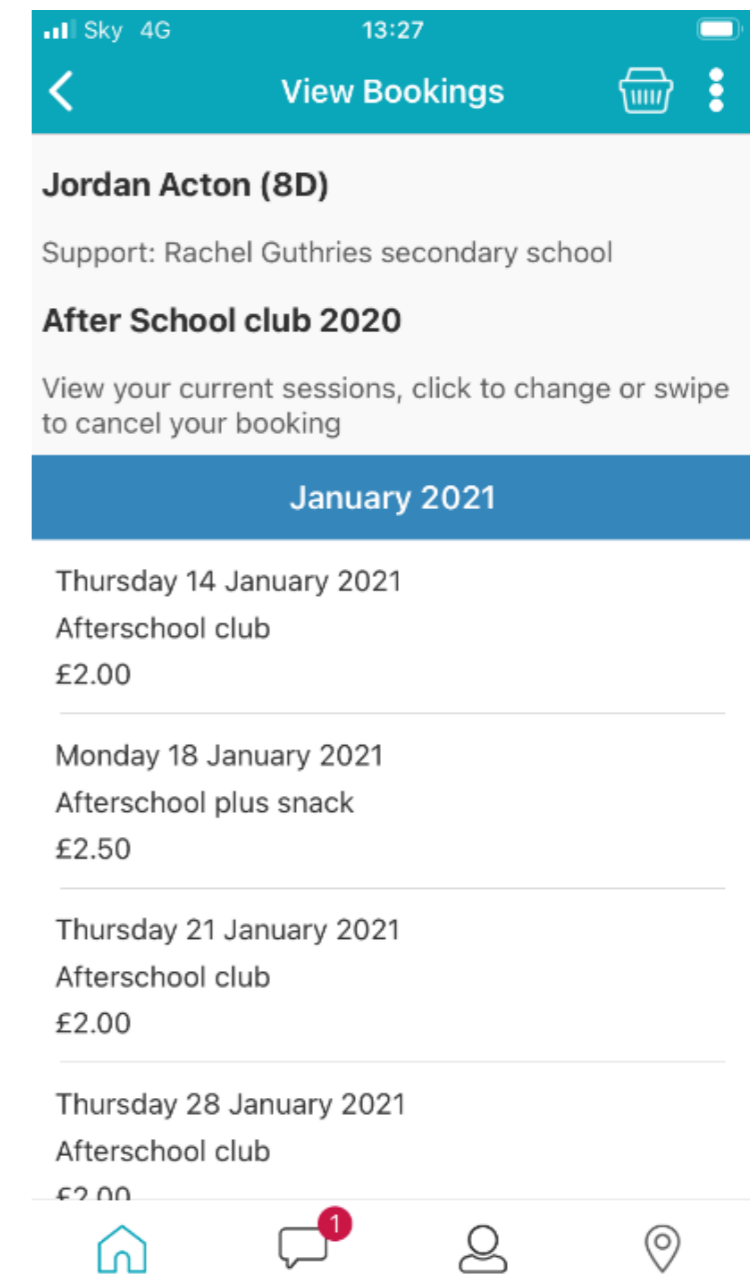 Sky 4G 13:27
View Bookings
Jordan Acton (8D)
Support: Rachel Guthries secondary school
After School club 2020
View your current sessions, click to change or swipe
to cancel your booking
January 2021
Thursday 14 January 2021
Afterschool club
£2.00
Monday 18 January 2021
Afterschool plus snack
£2.50
Thursday 21 January 2021
Afterschool club
£2.00
Thursday 28 January 2021
Afterschool club
£2.00
1